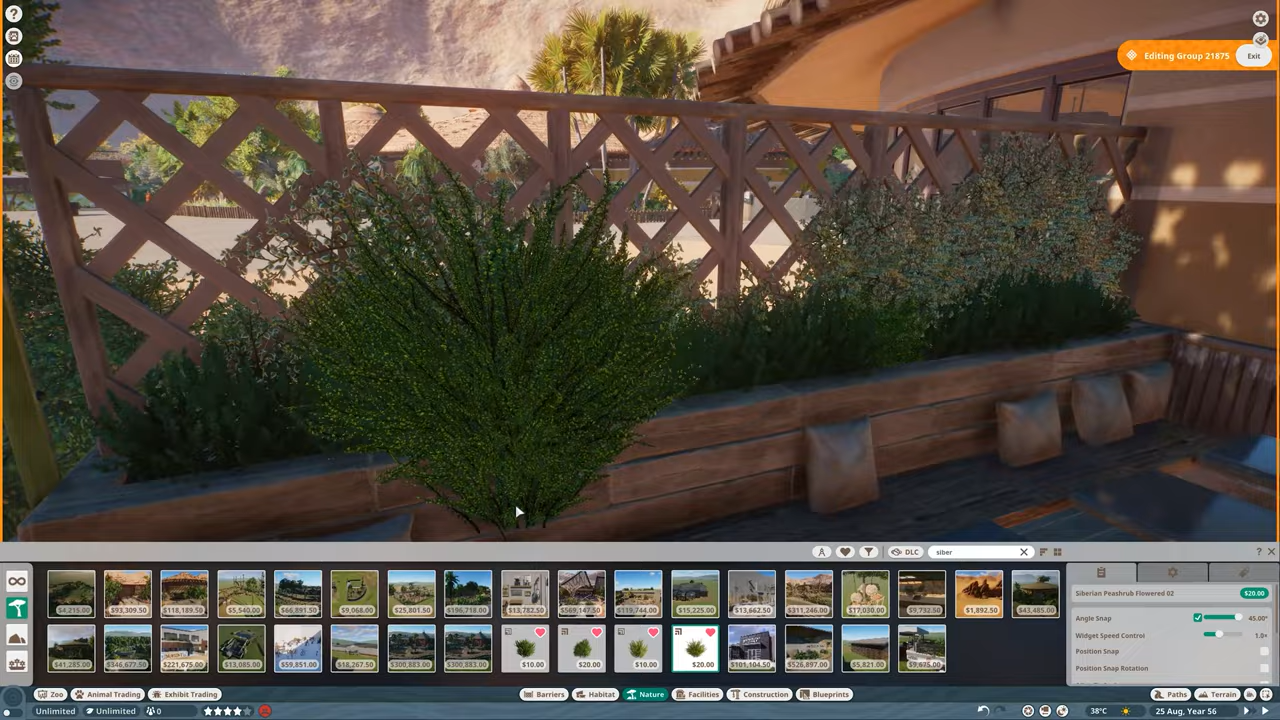 Editing Group 21875
Exit
DLC
siber
$4,215.00
$93,309.50
$118,189.50
$5,540.00
$66,891.50
$9,068.00
$25,801.50
$196,718.00
$13,782.50
$569,147.50
$119,744.00
$15,225.00
$13,662.50
$311,246.00
$17,030.00
$9,732.50
$1,892.50
$43,485.00
$41,285.00
$346,677.50
$221,675.00
$13,085.00
$59,851.00
$18,267.50
$300,883.00
$300,883.00
$10.00
$20.00
$10.00
$20.00
$101,104.50
$526,897.00
$5,821.00
$9,675.00
Siberian Peashrub Flowered 02
$20.00
Angle Snap
45.00°
Widget Speed Control
1.0×
Position Snap
Position Snap Rotation
Zoo
Animal Trading
Exhibit Trading
Barriers
Habitat
Nature
Facilities
Construction
Blueprints
Paths
Terrain
Unlimited
Unlimited
0
38°C
25 Aug, Year 56